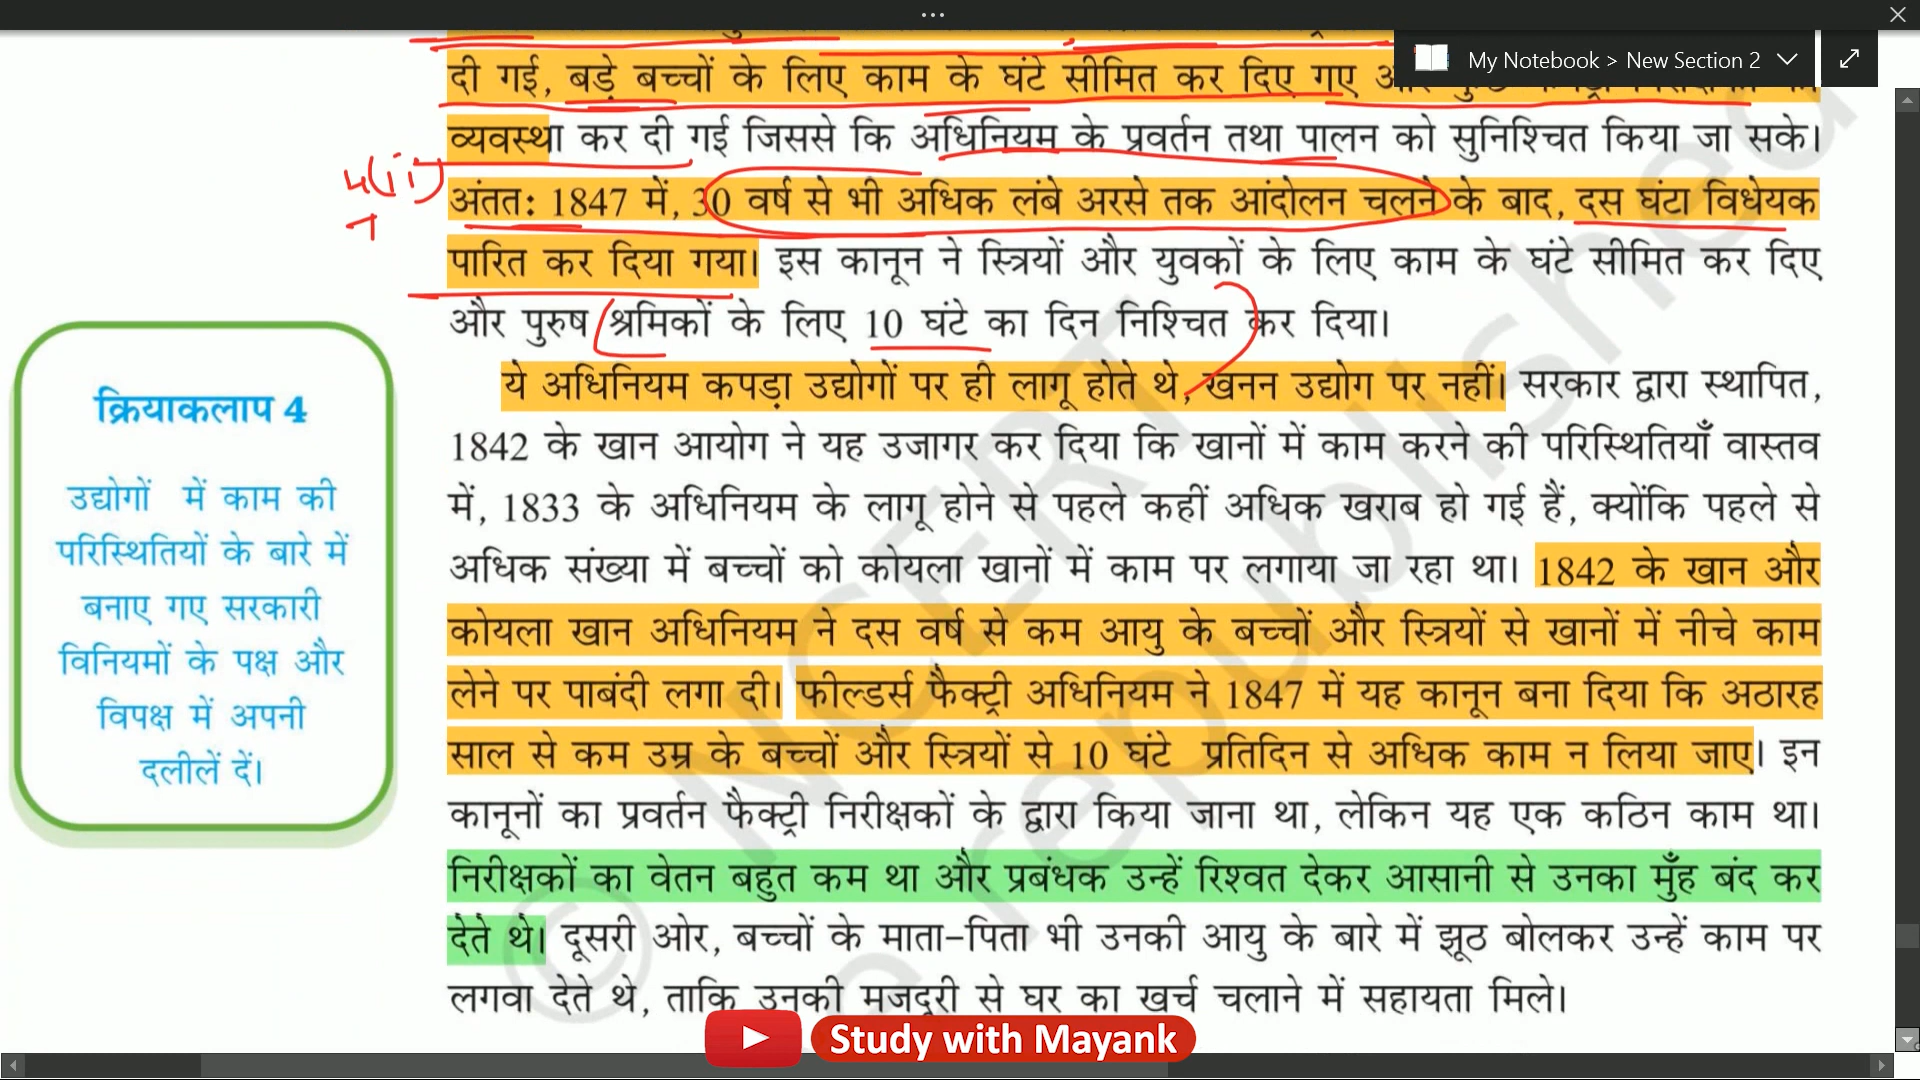 My Notebook > New Section 2
दी गई, बड़े बच्चों के लिए काम के घंटे सीमित कर दिए गए
व्यवस्था कर दी गई जिससे कि अधिनियम के प्रवर्तन तथा पालन को सुनिश्चित किया जा सके।
4(ii)
अंततः 1847 में, 30 वर्ष से भी अधिक लंबे अरसे तक आंदोलन चलने के बाद, दस घंटा विधेयक
पारित कर दिया गया। इस कानून ने स्त्रियों और युवकों के लिए काम के घंटे सीमित कर दिए
और पुरुष श्रमिकों के लिए 10 घंटे का दिन निश्चित कर दिया।
ये अधिनियम कपड़ा उद्योगों पर ही लागू होते थे, खनन उद्योग पर नहीं। सरकार द्वारा स्थापित,
1842 के खान आयोग ने यह उजागर कर दिया कि खानों में काम करने की परिस्थितियाँ वास्तव
में, 1833 के अधिनियम के लागू होने से पहले कहीं अधिक खराब हो गई हैं, क्योंकि पहले से
अधिक संख्या में बच्चों को कोयला खानों में काम पर लगाया जा रहा था। 1842 के खान और
कोयला खान अधिनियम ने दस वर्ष से कम आयु के बच्चों और स्त्रियों से खानों में नीचे काम
लेने पर पाबंदी लगा दी। फील्डर्स फैक्ट्री अधिनियम ने 1847 में यह कानून बना दिया कि अठारह
साल से कम उम्र के बच्चों और स्त्रियों से 10 घंटे प्रतिदिन से अधिक काम न लिया जाए। इन
कानूनों का प्रवर्तन फैक्ट्री निरीक्षकों के द्वारा किया जाना था, लेकिन यह एक कठिन काम था।
निरीक्षकों का वेतन बहुत कम था और प्रबंधक उन्हें रिश्वत देकर आसानी से उनका मुँह बंद कर
देते थे। दूसरी ओर, बच्चों के माता-पिता भी उनकी आयु के बारे में झूठ बोलकर उन्हें काम पर
लगवा देते थे, ताकि उनकी मजदूरी से घर का खर्च चलाने में सहायता मिले।
क्रियाकलाप 4
उद्योगों में काम की
परिस्थितियों के बारे में
बनाए गए सरकारी
विनियमों के पक्ष और
विपक्ष में अपनी
दलीलें दें।
© NCERT
republished
Study with Mayank